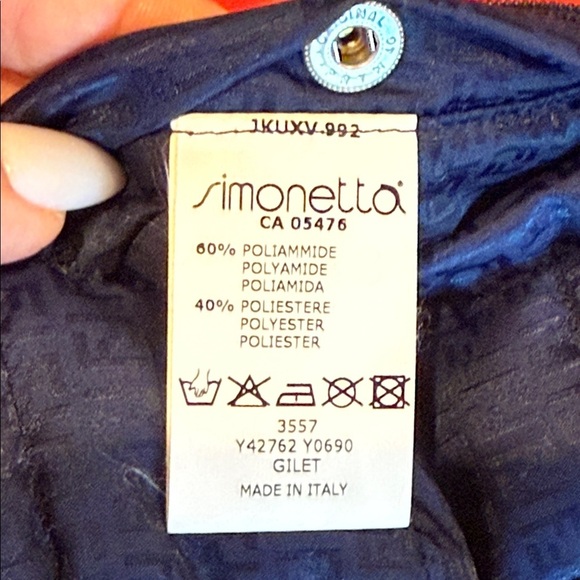 ORIGINAL
JKUXV 992
simonetta
CA 05476
60% POLIAMMIDE
POLYAMIDE
POLIAMIDA
40% POLIESTERE
POLYESTER
POLIESTER
3557
Y42762 Y0690
GILET
MADE IN ITALY